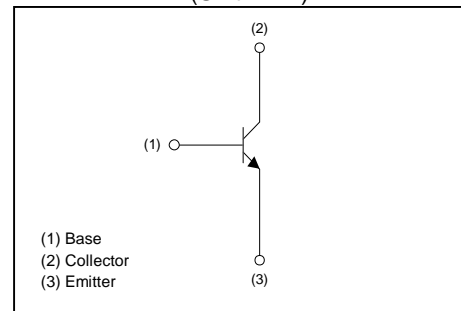 (2)
(1)
(1) Base
(2) Collector
(3) Emitter
(3)